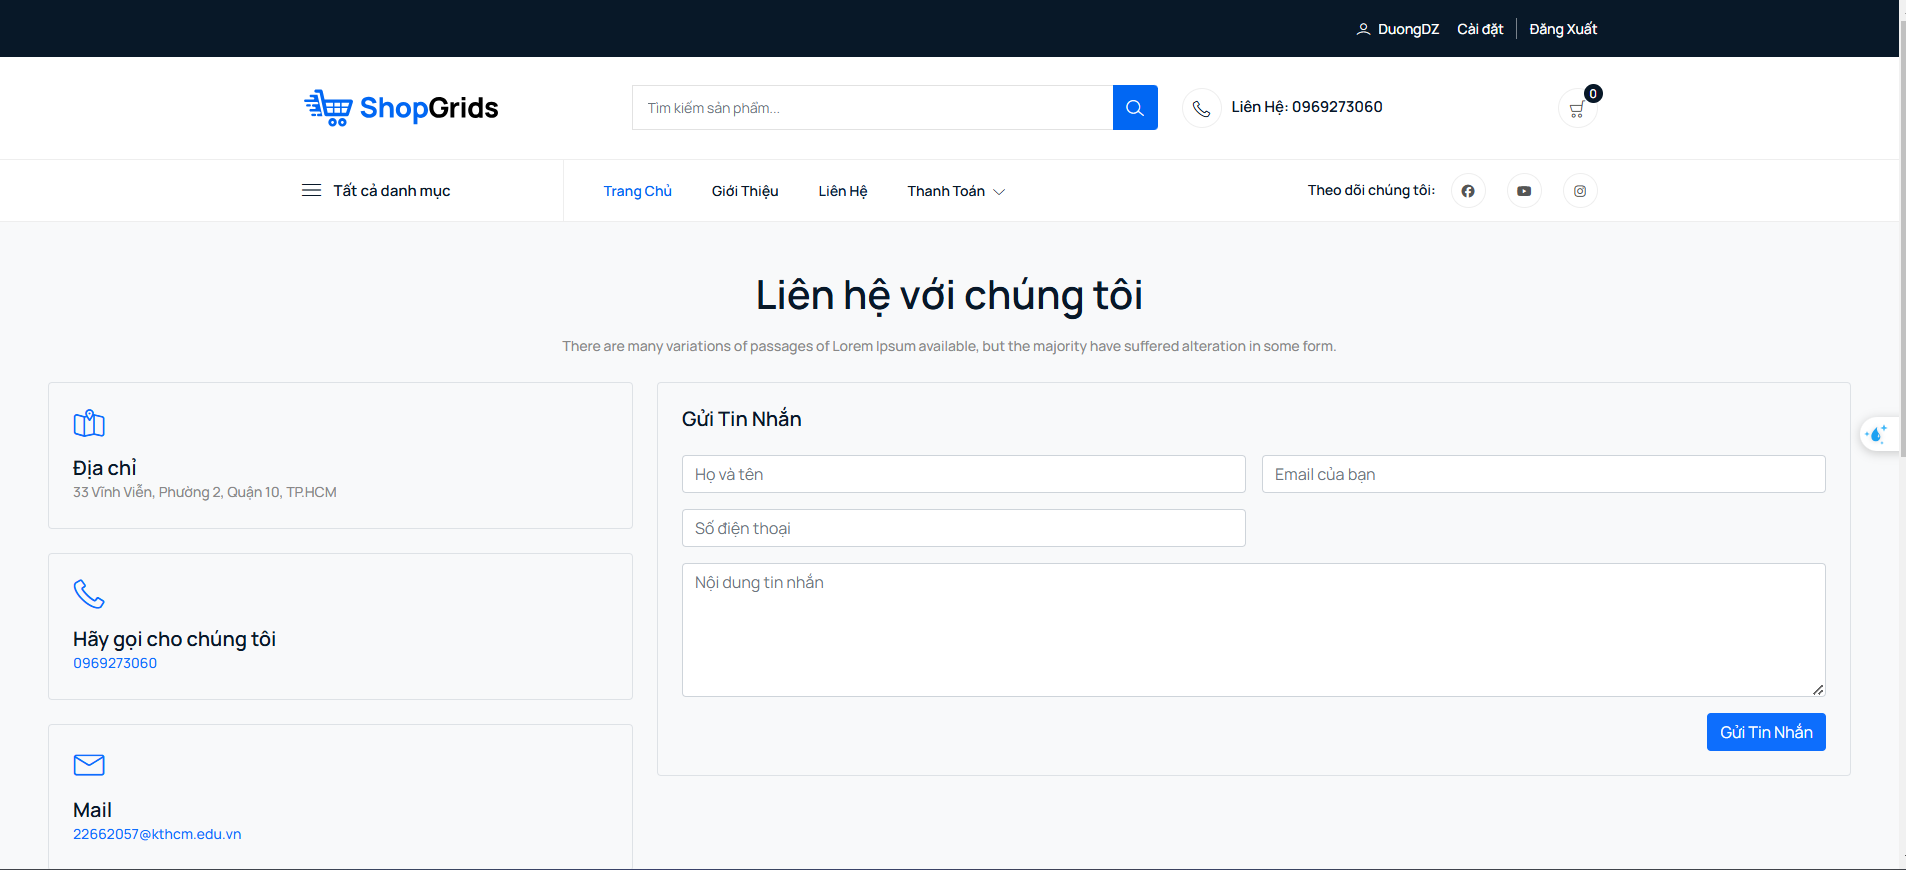 DuongDZ Cài đặt Đăng Xuất
ShopGrids
Tìm kiếm sản phẩm...
Liên Hệ: 0969273060
0
Tất cả danh mục
Trang Chủ Giới Thiệu Liên Hệ Thanh Toán
Theo dõi chúng tôi:
Liên hệ với chúng tôi
There are many variations of passages of Lorem Ipsum available, but the majority have suffered alteration in some form.
Địa chỉ
33 Vĩnh Viễn, Phường 2, Quận 10, TP.HCM
Hãy gọi cho chúng tôi
0969273060
Mail
22662057@kthcm.edu.vn
Gửi Tin Nhắn
Họ và tên
Email của bạn
Số điện thoại
Nội dung tin nhắn
Gửi Tin Nhắn